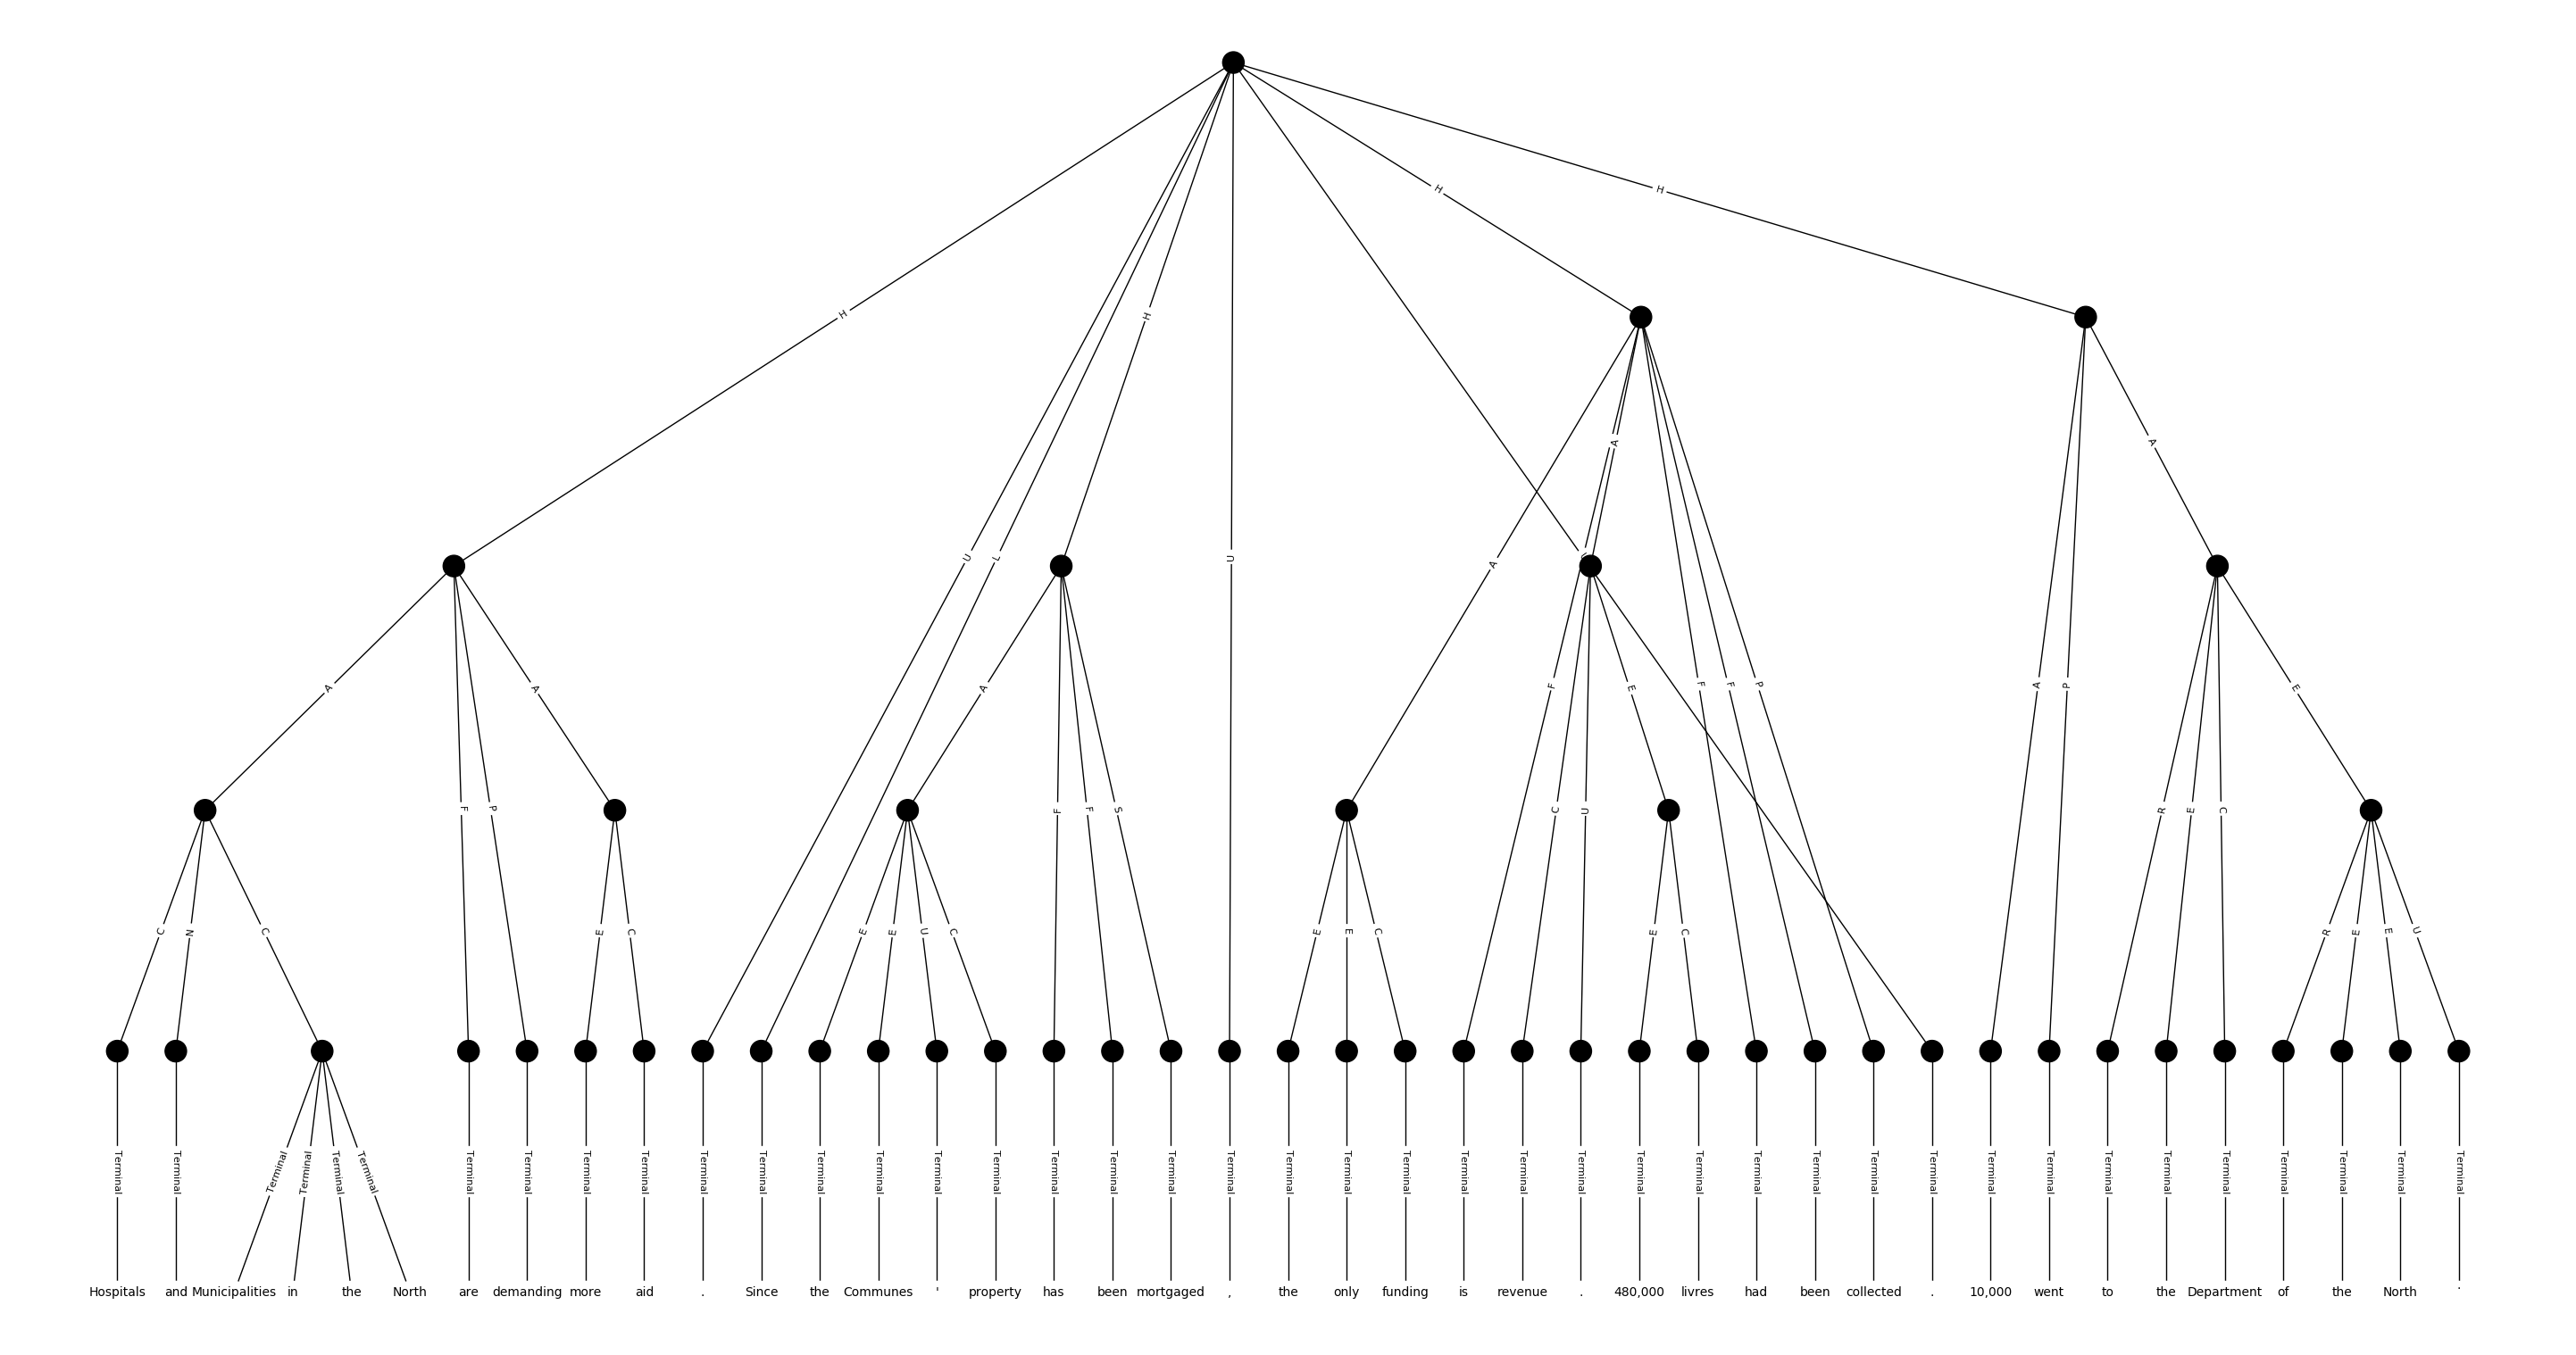 H H H H
U L U A A
A A F P A U
A F P A A F F S F C U E F F P A P R E C E
C N C E C E E U C E E C E C R E E U
Terminal Terminal Terminal Terminal Terminal Terminal Terminal Terminal Terminal Terminal Terminal Terminal Terminal Terminal Terminal Terminal Terminal Terminal Terminal Terminal Terminal Terminal Terminal Terminal Terminal Terminal Terminal Terminal Terminal Terminal Terminal Terminal Terminal Terminal Terminal Terminal Terminal Terminal Terminal Terminal Terminal
Hospitals and Municipalities in the North are demanding more aid . Since the Communes ' property has been mortgaged , the only funding is revenue . 480,000 livres had been collected . 10,000 went to the Department of the North .